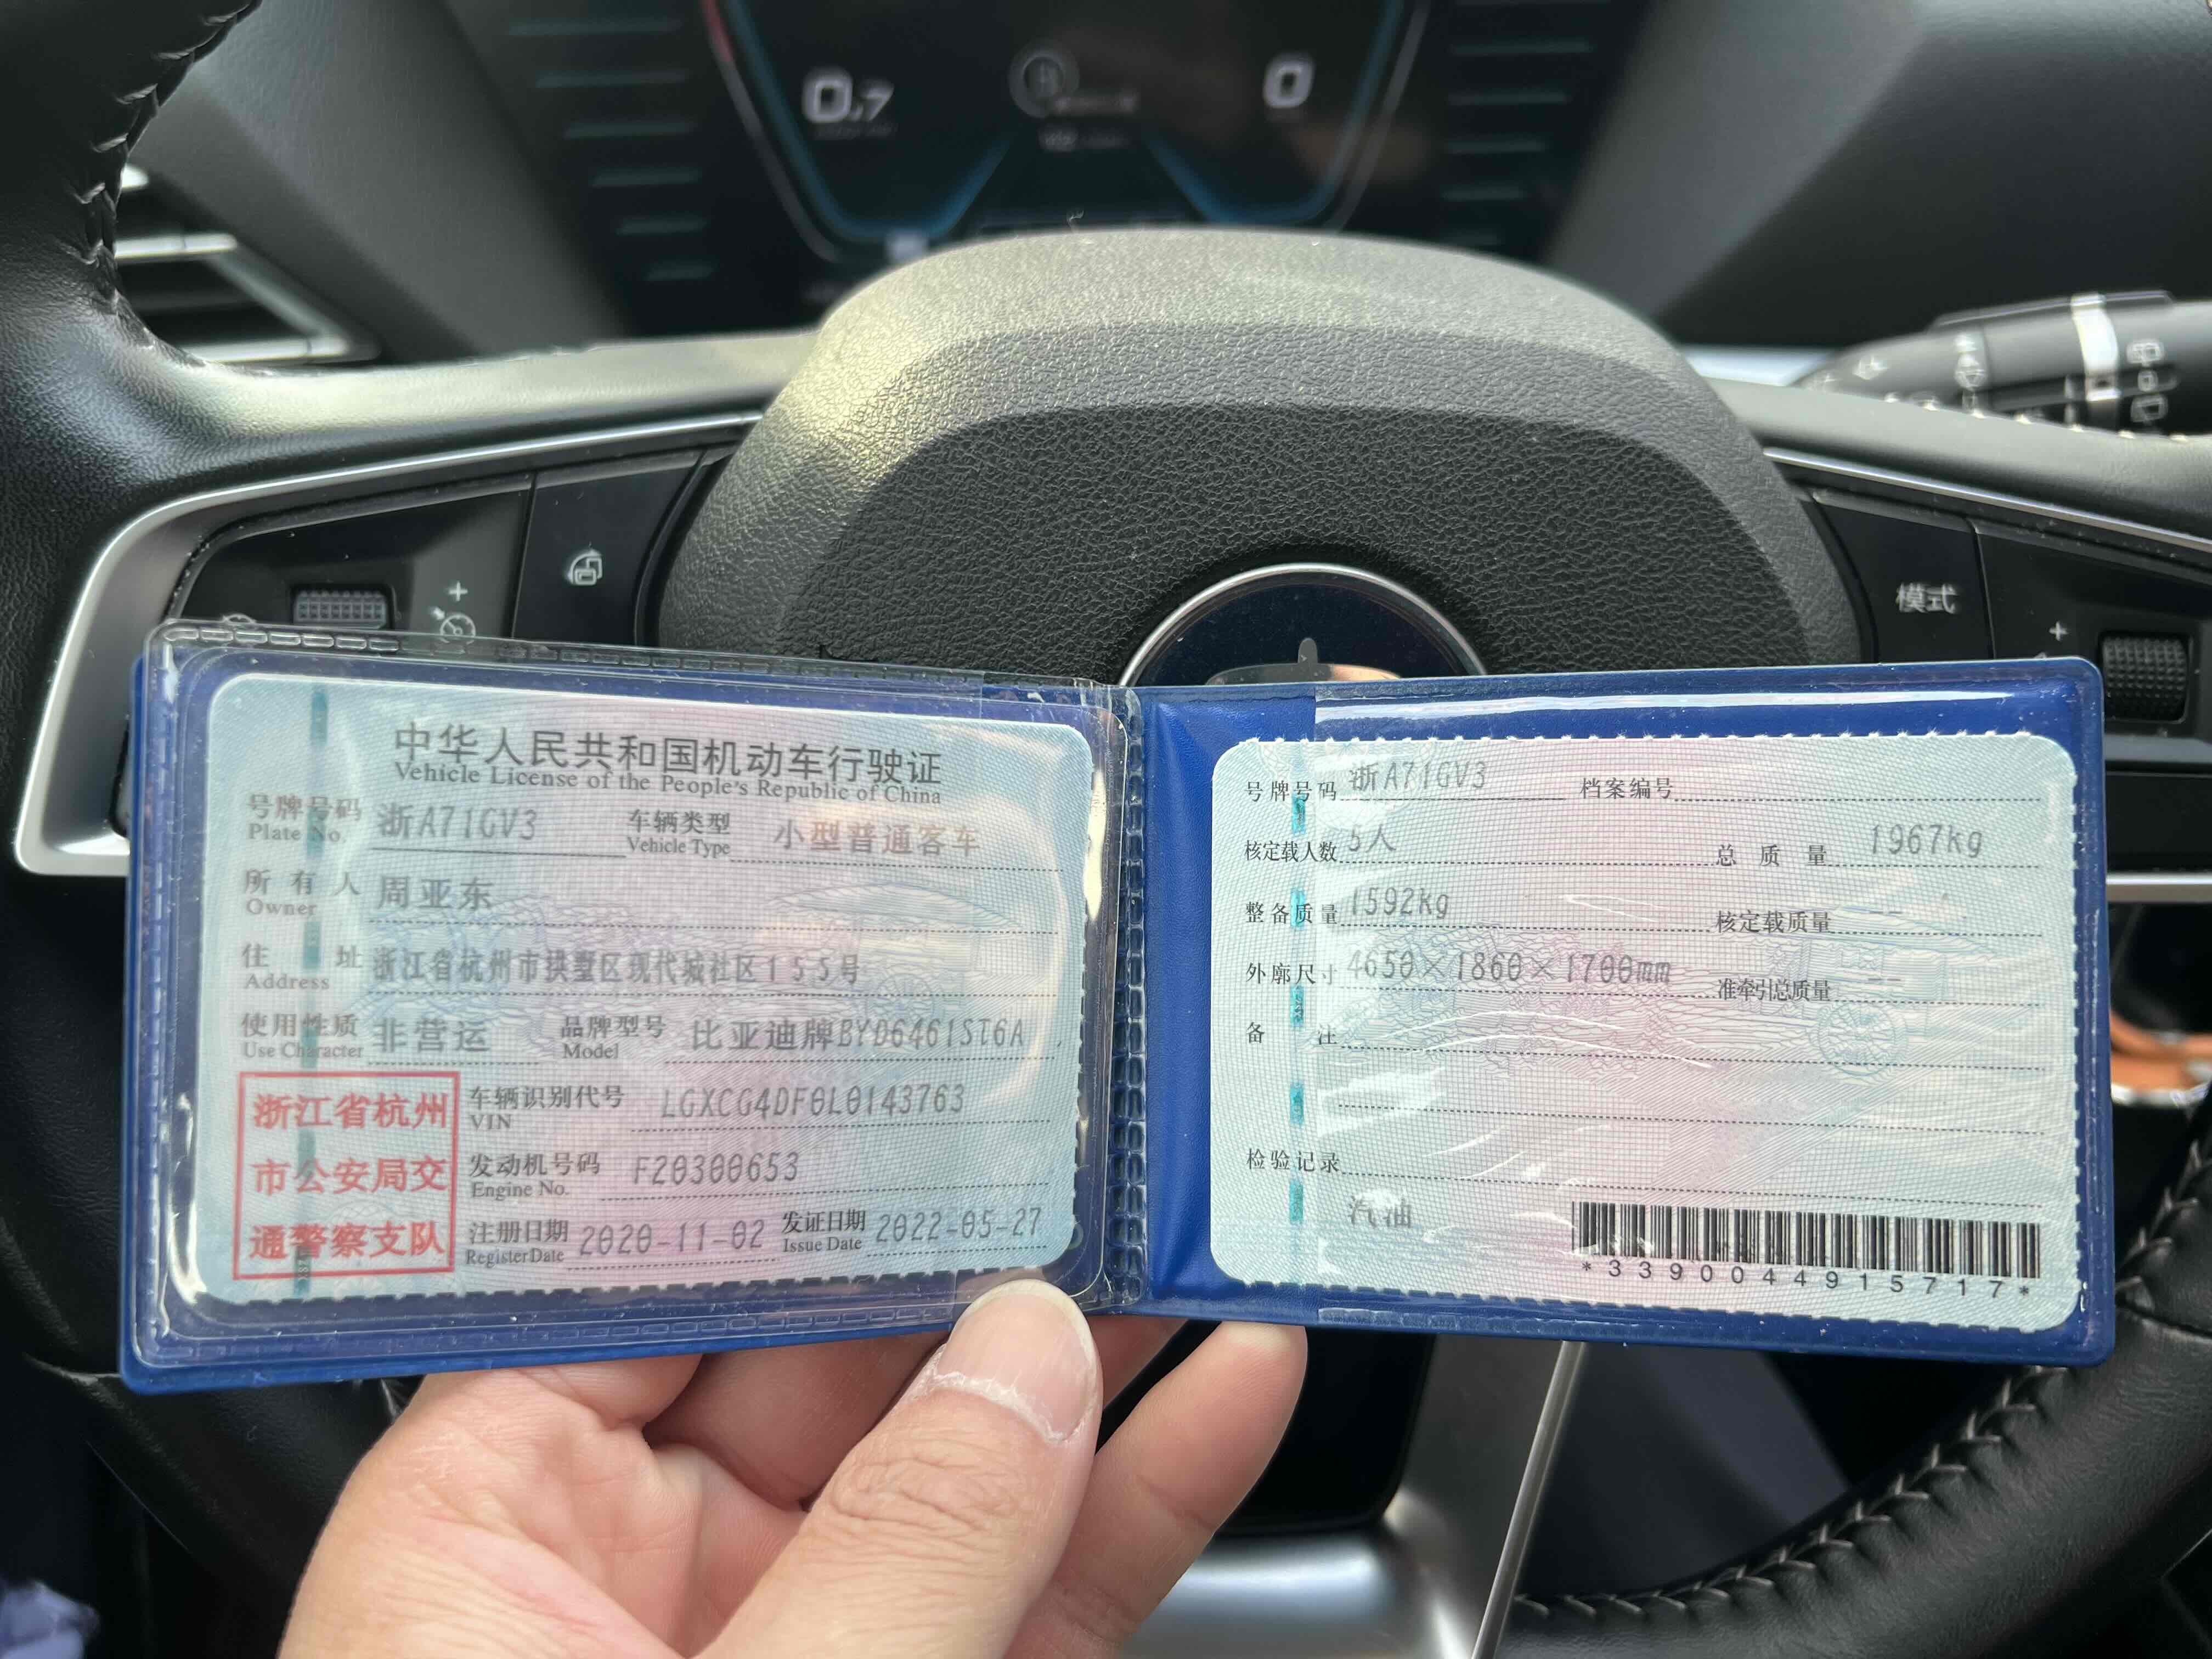 0.7
0
模式
中华人民共和国机动车行驶证
Vehicle License of the People's Republic of China
号牌号码 浙A71GV3 车辆类型 小型普通客车
Plate No. Vehicle Type
所有人 周亚东
Owner
住址 浙江省杭州市拱墅区现代城社区155号
Address
使用性质 非营运 品牌型号 比亚迪牌BYD6461ST6A
Use Character Model
浙江省杭州
市公安局交
通警察支队
车辆识别代号 LGXCG4DF0L0143763
VIN
发动机号码 F20300653
Engine No.
注册日期 2020-11-02 发证日期 2022-05-27
Register Date Issue Date
号牌号码 浙A71GV3 档案编号
核定载人数 5人 总质量 1967kg
整备质量 1592kg 核定载质量 --
外廓尺寸 4650×1860×1700mm 准牵引总质量 --
备注
检验记录
汽油
*3390044915717*